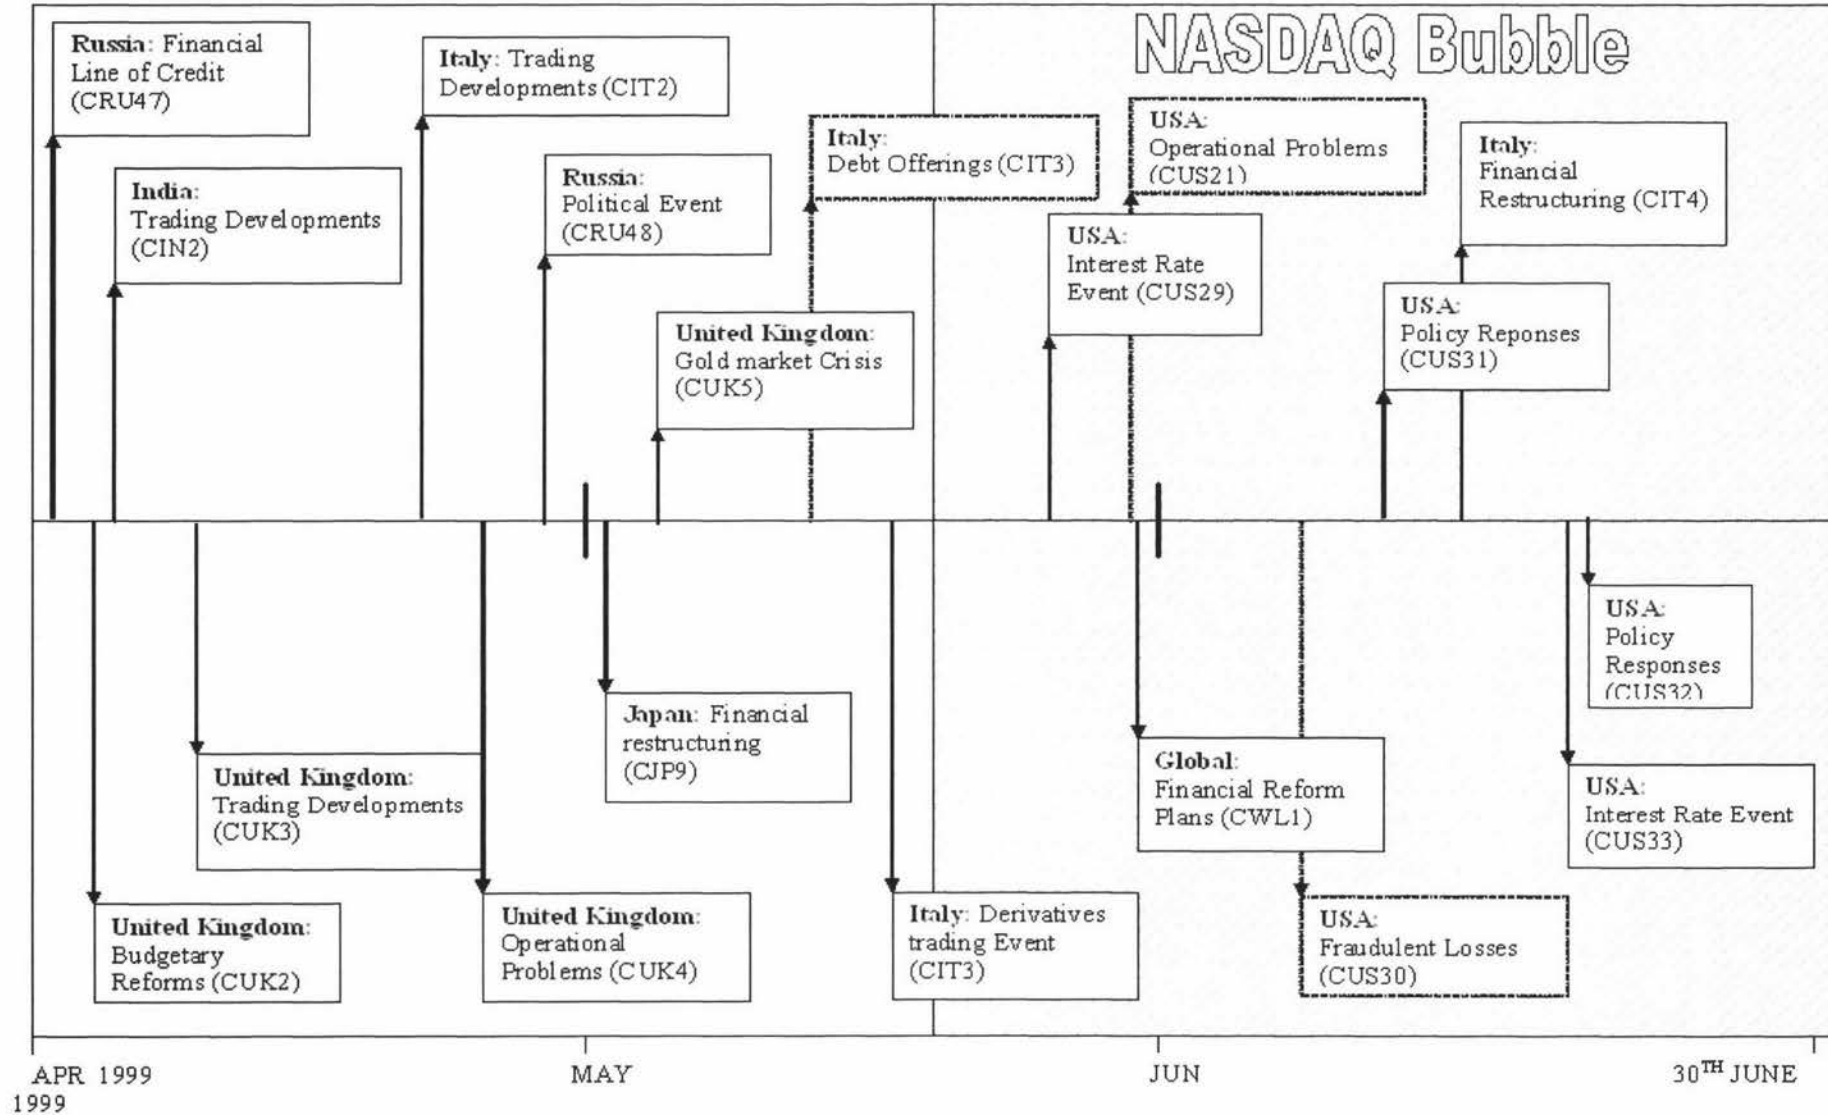 NASDAQ Bubble
Russia: Financial
Line of Credit
(CRU47)
Italy: Trading
Developments (CIT2)
India:
Trading Developments
(CIN2)
Russia:
Political Event
(CRU48)
Italy:
Debt Offerings (CIT3)
USA:
Operational Problems
(CUS21)
Italy:
Financial
Restructuring (CIT4)
USA:
Interest Rate
Event (CUS29)
United Kingdom:
Gold market Crisis
(CUK5)
USA:
Policy Reponses
(CUS31)
USA:
Policy
Responses
(CUS32)
Japan: Financial
restructuring
(CJP9)
United Kingdom:
Trading Developments
(CUK3)
Global:
Financial Reform
Plans (CWL1)
USA:
Interest Rate Event
(CUS33)
United Kingdom:
Budgetary
Reforms (CUK2)
United Kingdom:
Operational
Problems (CUK4)
Italy: Derivatives
trading Event
(CIT3)
USA:
Fraudulent Losses
(CUS30)
APR 1999
MAY
JUN
30TH JUNE
1999